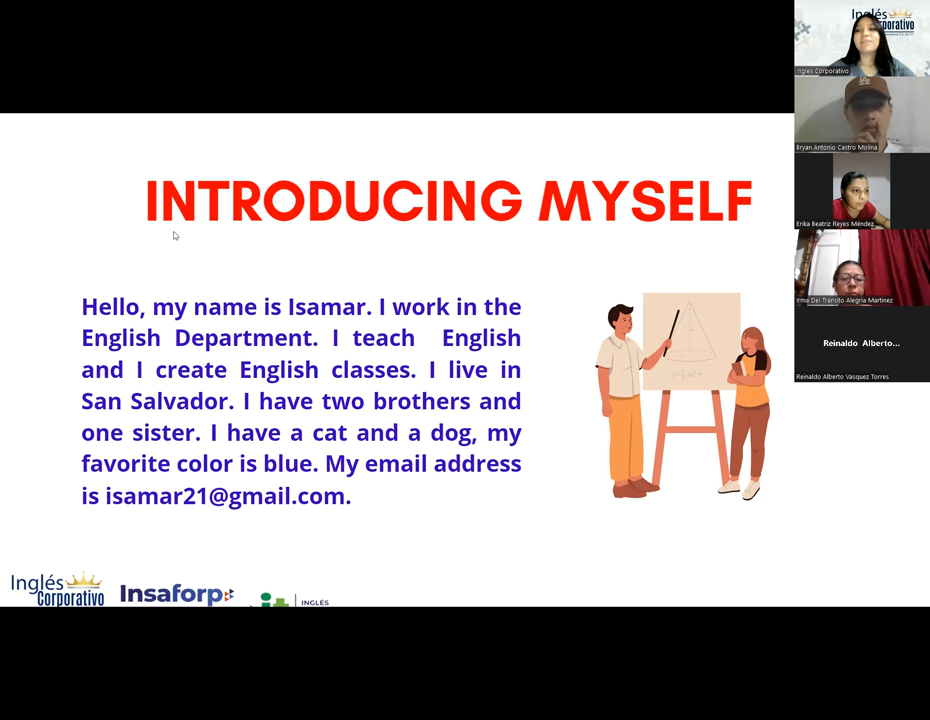 INTRODUCING MYSELF
Hello, my name is Isamar. I work in the
English Department. I teach English
and I create English classes. I live in
San Salvador. I have two brothers and
one sister. I have a cat and a dog, my
favorite color is blue. My email address
is isamar21@gmail.com.
Inglés
Corporativo
Insaforp
INGLÉS
Inglés
porativo
Ingles Corporativo
Bryan Antonio Castro Molina
Erika Beatriz Reyes Méndez
Irma Del Transito Alegria Martinez
Reinaldo Alberto...
Reinaldo Alberto Vasquez Torres